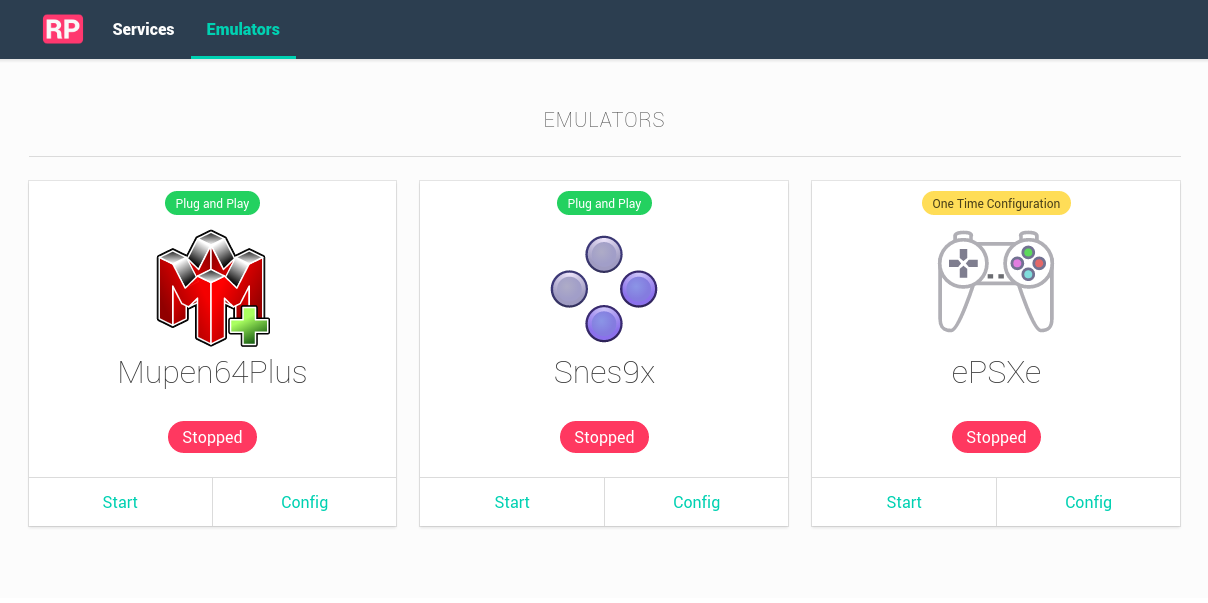 RP Services Emulators
EMULATORS
Plug and Play
Mupen64Plus
Stopped
Start Config
Plug and Play
Snes9x
Stopped
Start Config
One Time Configuration
ePSXe
Stopped
Start Config